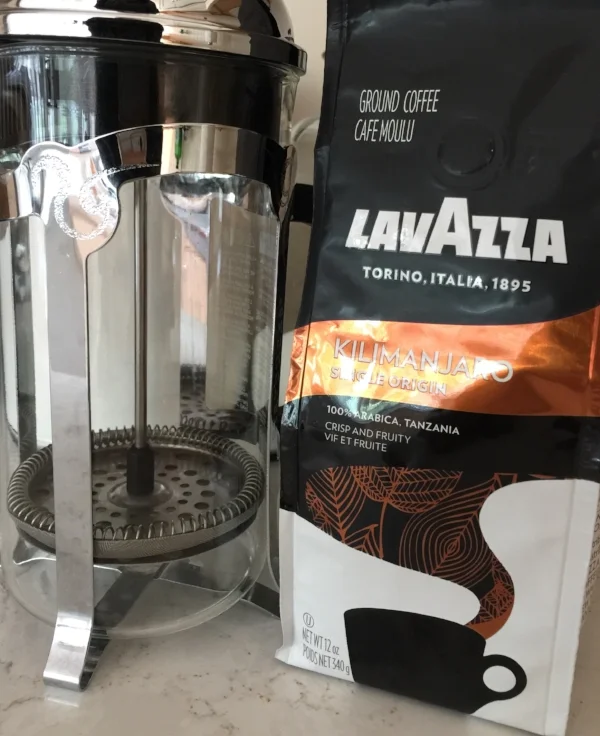 GROUND COFFEE
CAFE MOULU
LAVAZZA
TORINO, ITALIA, 1895
KILIMANJARO
SINGLE ORIGIN
100% ARABICA, TANZANIA
CRISP AND FRUITY
VIF ET FRUITE
U
NET WT 12 oz
POIDS NET 340g